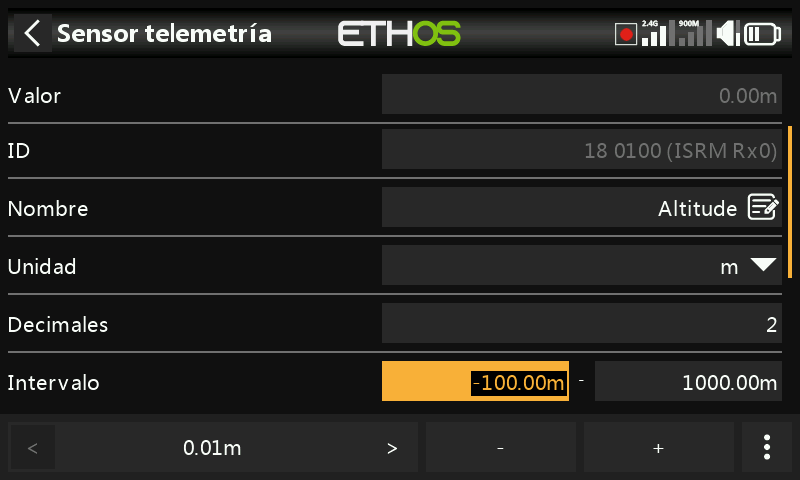 Sensor telemetría ETHOS 2.4G 900M
Valor 0.00m
ID 18 0100 (ISRM Rx0)
Nombre Altitude
Unidad m
Decimales 2
Intervalo -100.00m - 1000.00m
< 0.01m > - +